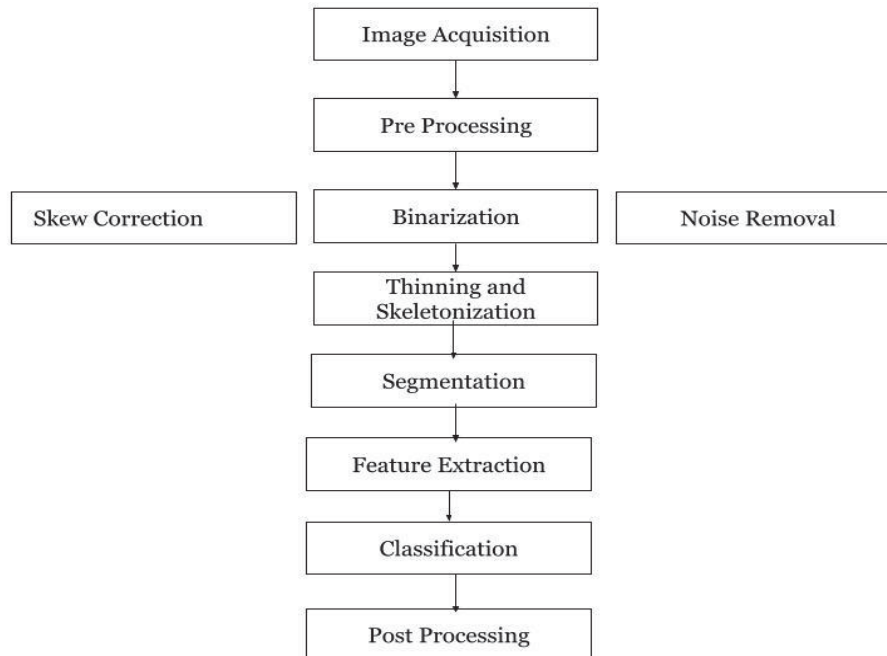 Image Acquisition
Pre Processing
Skew Correction
Binarization
Noise Removal
Thinning and
Skeletonization
Segmentation
Feature Extraction
Classification
Post Processing